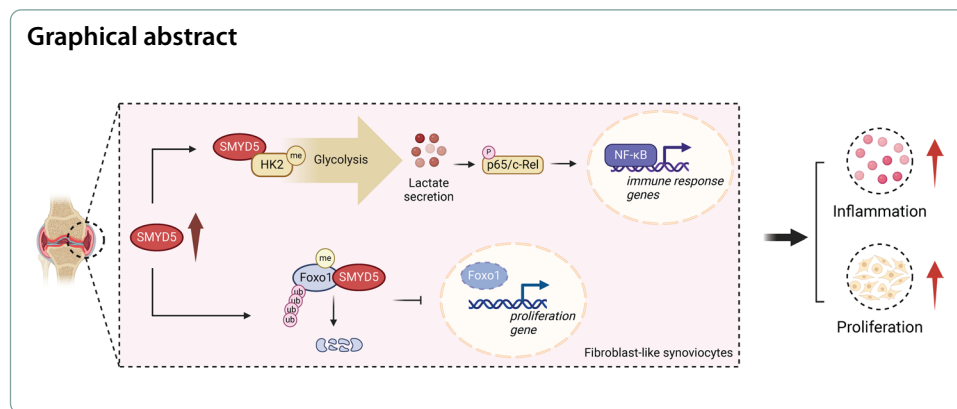 Graphical abstract
SMYD5
HK2
me
Glycolysis
Lactate
secretion
P
p65/c-Rel
NF-κB
immune response
genes
Inflammation
SMYD5
me
Foxo1
SMYD5
ub
ub
ub
ub
Foxo1
proliferation
gene
Proliferation
Fibroblast-like synoviocytes